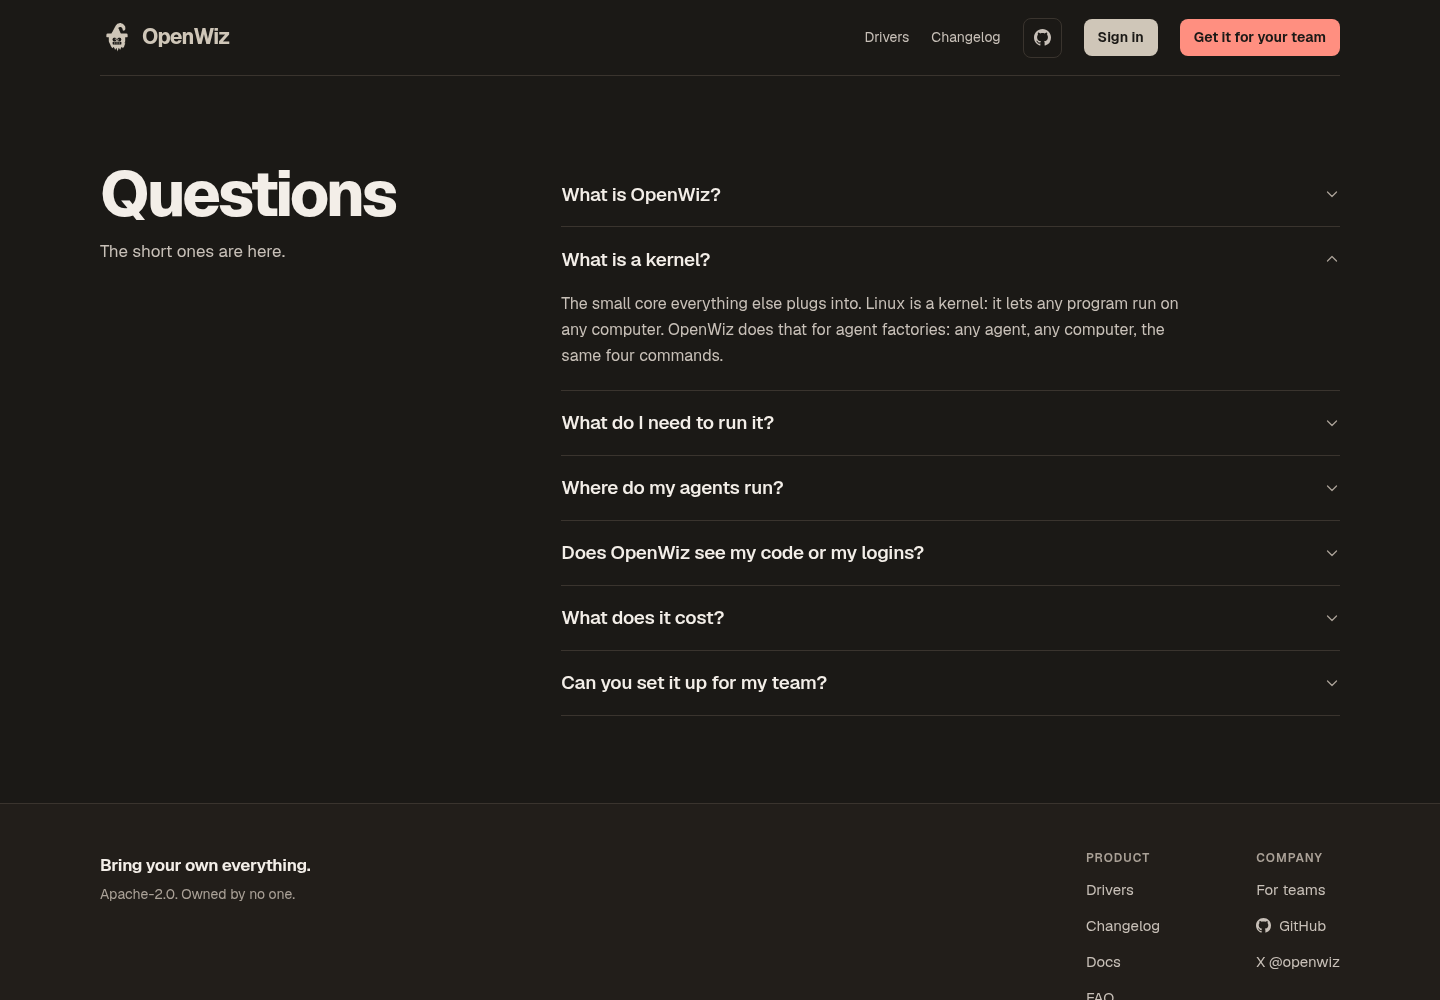 OpenWiz
Drivers
Changelog
Sign in
Get it for your team
Questions
The short ones are here.
What is OpenWiz?
What is a kernel?
The small core everything else plugs into. Linux is a kernel: it lets any program run on
any computer. OpenWiz does that for agent factories: any agent, any computer, the
same four commands.
What do I need to run it?
Where do my agents run?
Does OpenWiz see my code or my logins?
What does it cost?
Can you set it up for my team?
Bring your own everything.
Apache-2.0. Owned by no one.
PRODUCT
Drivers
Changelog
Docs
FAQ
COMPANY
For teams
GitHub
X @openwiz